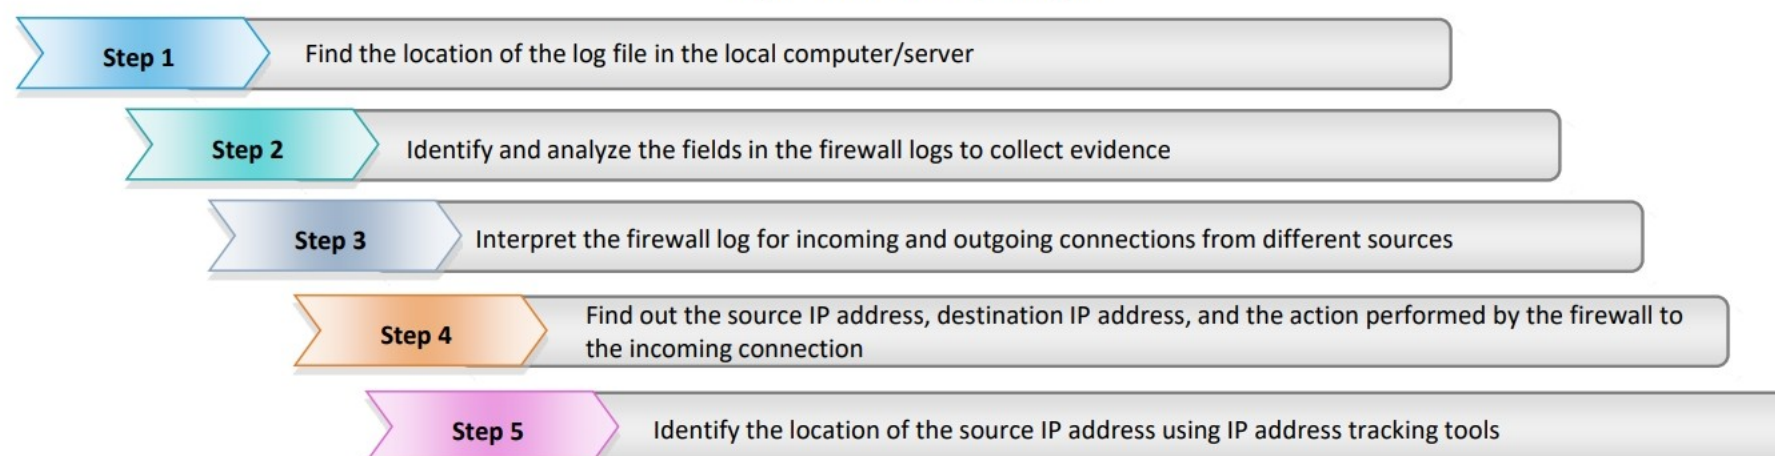 Step 1
Find the location of the log file in the local computer/server
Step 2
Identify and analyze the fields in the firewall logs to collect evidence
Step 3
Interpret the firewall log for incoming and outgoing connections from different sources
Step 4
Find out the source IP address, destination IP address, and the action performed by the firewall to
the incoming connection
Step 5
Identify the location of the source IP address using IP address tracking tools